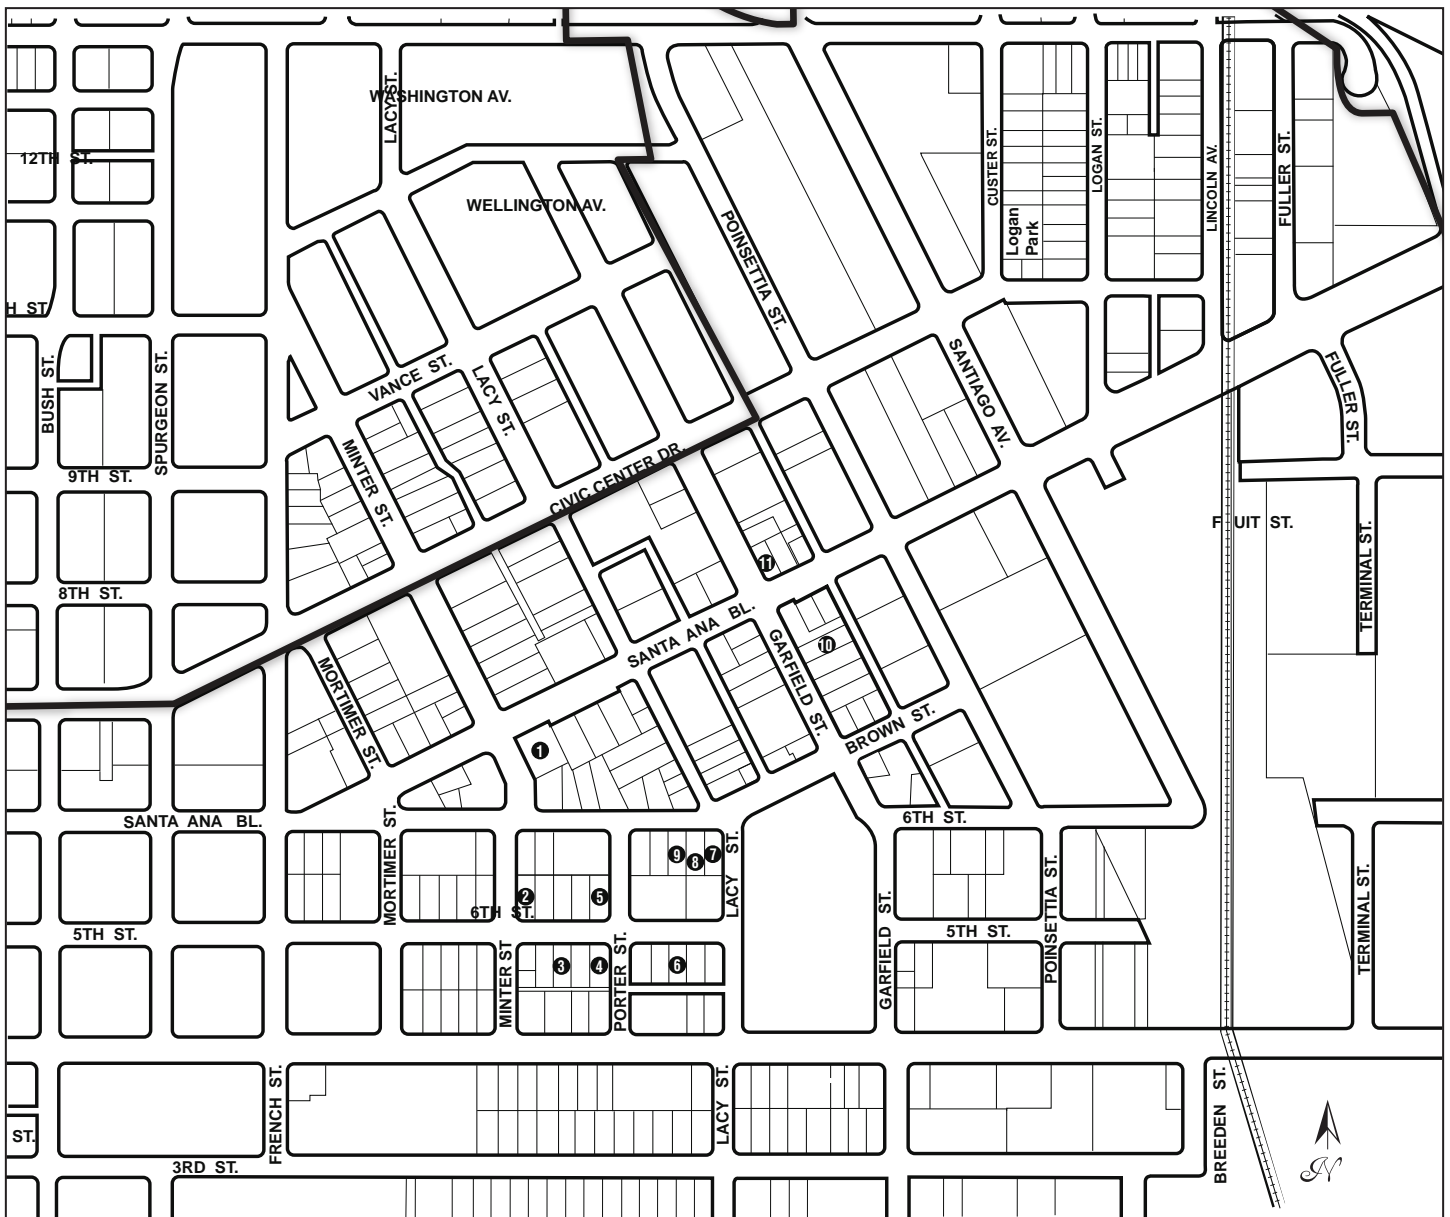 WASHINGTON AV.
LACY ST.
12TH ST.
WELLINGTON AV.
CUSTER ST.
LOGAN ST.
LINCOLN AV.
FULLER ST.
Logan
Park
POINSETTIA ST.
H ST.
BUSH ST.
SPURGEON ST.
VANCE ST.
LACY ST.
SANTIAGO AV.
FULLER ST.
9TH ST.
MINTER ST.
CIVIC CENTER DR.
F UIT ST.
TERMINAL ST.
8TH ST.
11
SANTA ANA BL.
GARFIELD ST.
10
MORTIMER ST.
BROWN ST.
1
SANTA ANA BL.
MORTIMER ST.
6TH ST.
9
8
7
LACY ST.
2
5
6TH ST.
5TH ST.
GARFIELD ST.
5TH ST.
POINSETTIA ST.
TERMINAL ST.
MINTER ST
3
4
PORTER ST.
6
FRENCH ST.
LACY ST.
BREEDEN ST.
ST.
3RD ST.
N